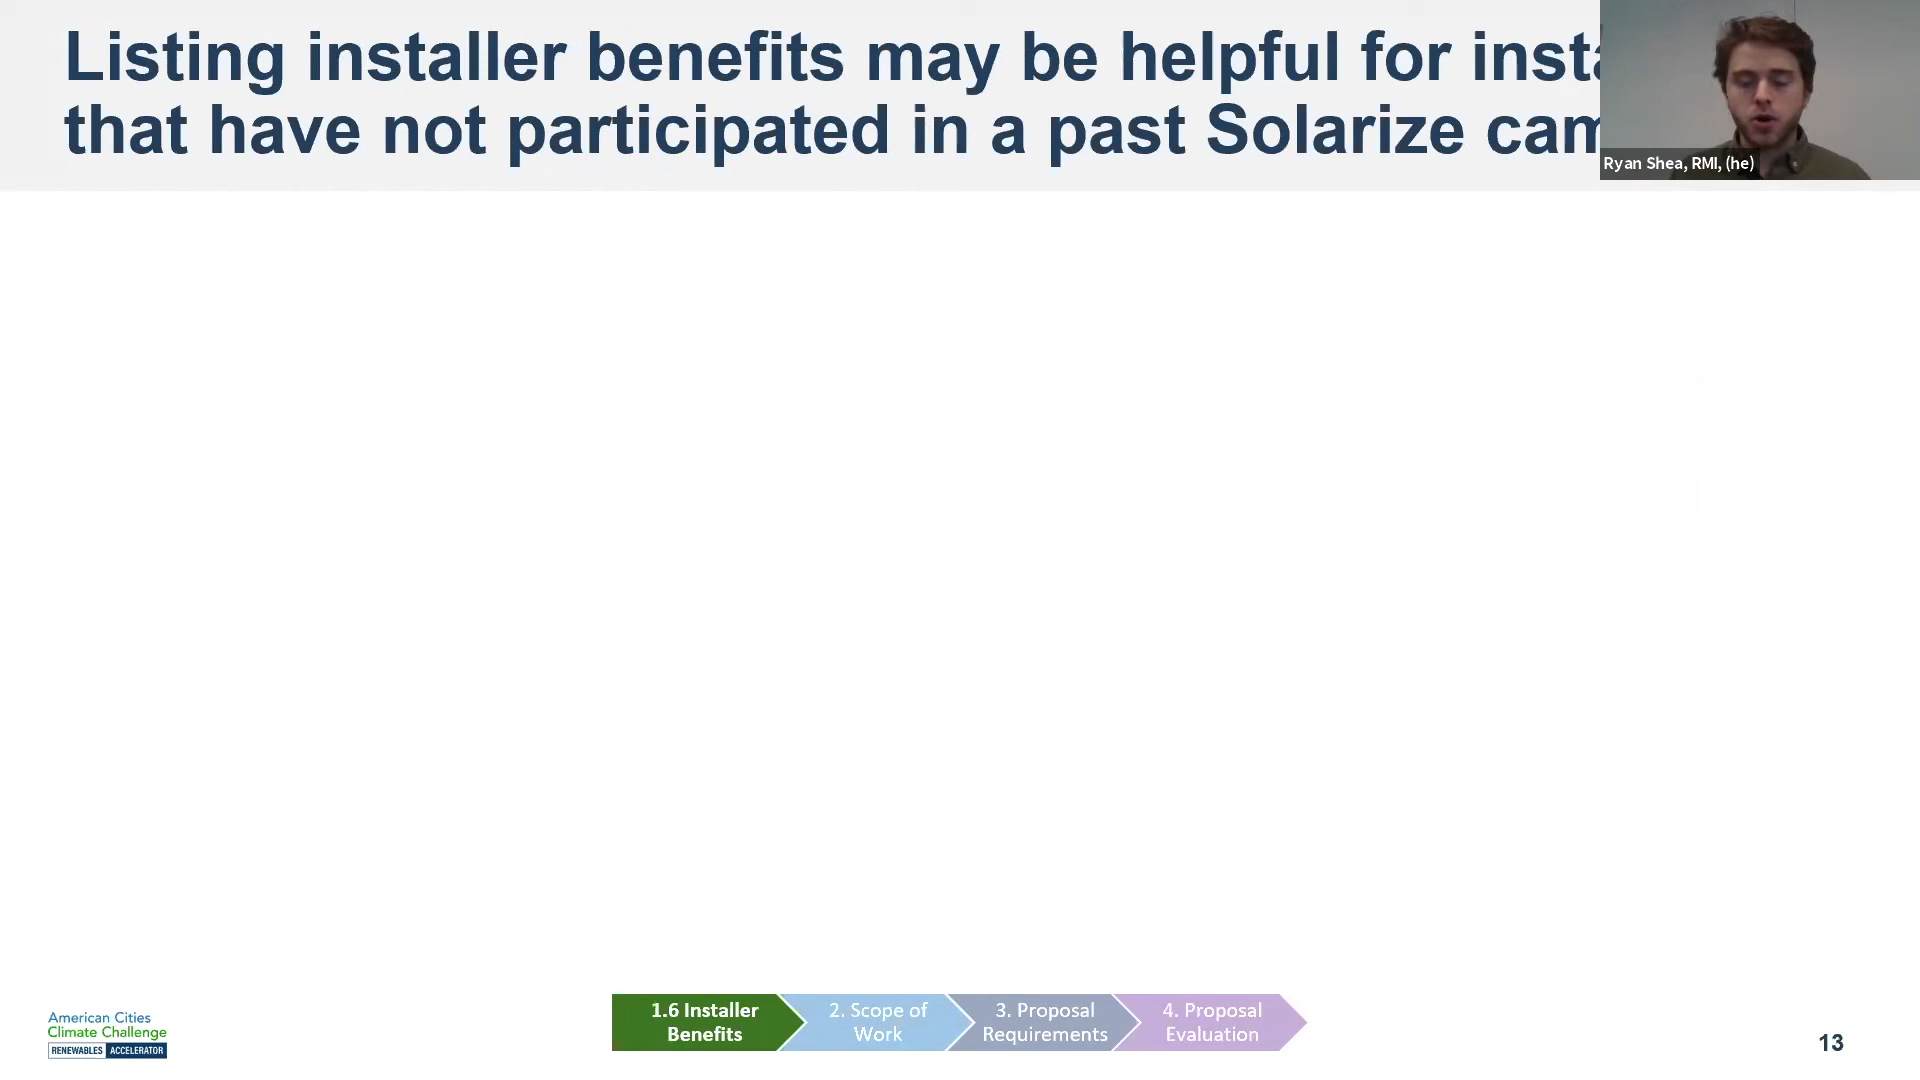 Listing installer benefits may be helpful for
that have not participated in a past Solarize
Ryan Shea, RMI, (he)
1.6 Installer
Benefits
2. Scope of
Work
3. Proposal
Requirements
4. Proposal
Evaluation
American Cities
Climate Challenge
RENEWABLES ACCELERATOR
13